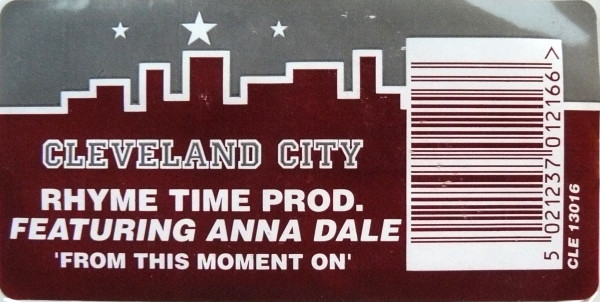 CLEVELAND CITY
RHYME TIME PROD.
FEATURING ANNA DALE
'FROM THIS MOMENT ON'
5 021237 012166 >
CLE 13016